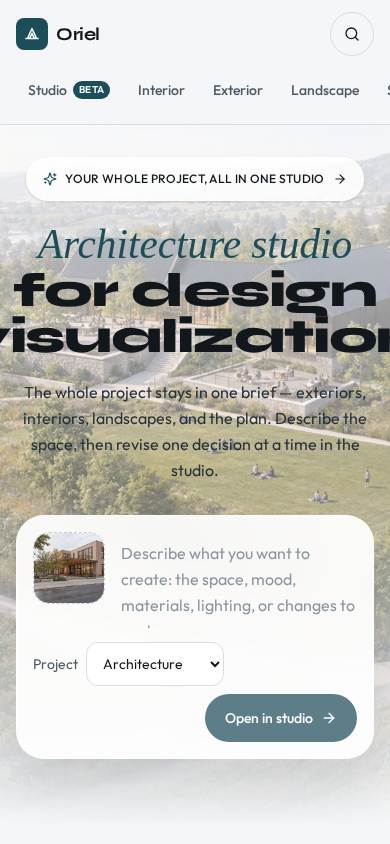 Oriel
Studio BETA Interior Exterior Landscape
YOUR WHOLE PROJECT, ALL IN ONE STUDIO
Architecture studio
for design
visualization
The whole project stays in one brief — exteriors,
interiors, landscapes, and the plan. Describe the
space, then revise one decision at a time in the
studio.
Describe what you want to
create: the space, mood,
materials, lighting, or changes to
Project Architecture
Open in studio